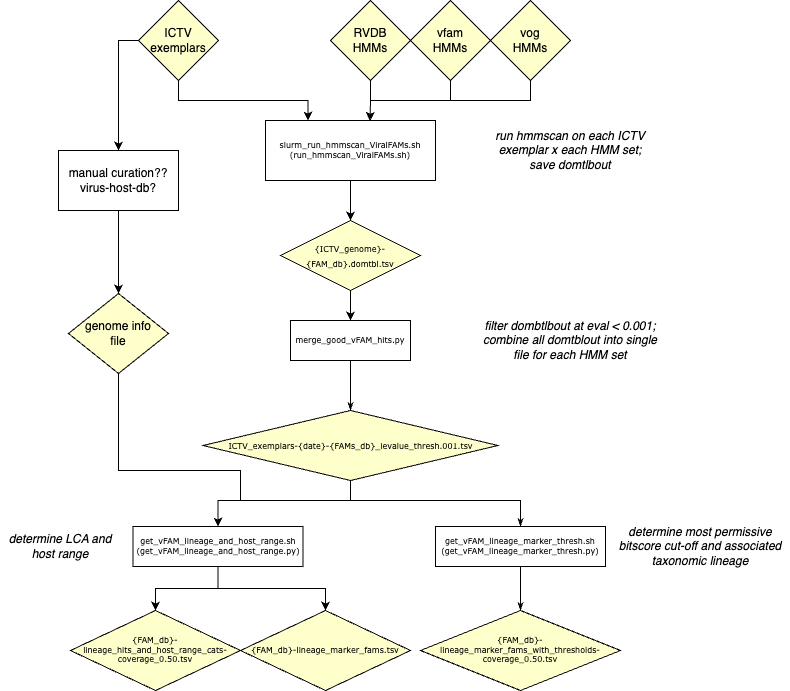 ICTV
exemplars
RVDB
HMMs
vfam
HMMs
vog
HMMs
slurm_run_hmmscan_ViralFAMs.sh
(run_hmmscan_ViralFAMs.sh)
run hmmscan on each ICTV
exemplar x each HMM set;
save domtlbout
manual curation??
virus-host-db?
{ICTV_genome}-
{FAM_db}.domtbl.tsv
genome info
file
merge_good_vFAM_hits.py
filter dombtlbout at eval < 0.001;
combine all domtblout into single
file for each HMM set
ICTV_exemplars-{date}-{FAMs_db}_ievalue_thresh.001.tsv
determine LCA and
host range
get_vFAM_lineage_and_host_range.sh
(get_vFAM_lineage_and_host_range.py)
get_vFAM_lineage_marker_thresh.sh
(get_vFAM_lineage_marker_thresh.py)
determine most permissive
bitscore cut-off and associated
taxonomic lineage
{FAM_db}-
lineage_hits_and_host_range_cats-
coverage_0.50.tsv
{FAM_db}-lineage_marker_fams.tsv
{FAM_db}-
lineage_marker_fams_with_thresholds-
coverage_0.50.tsv